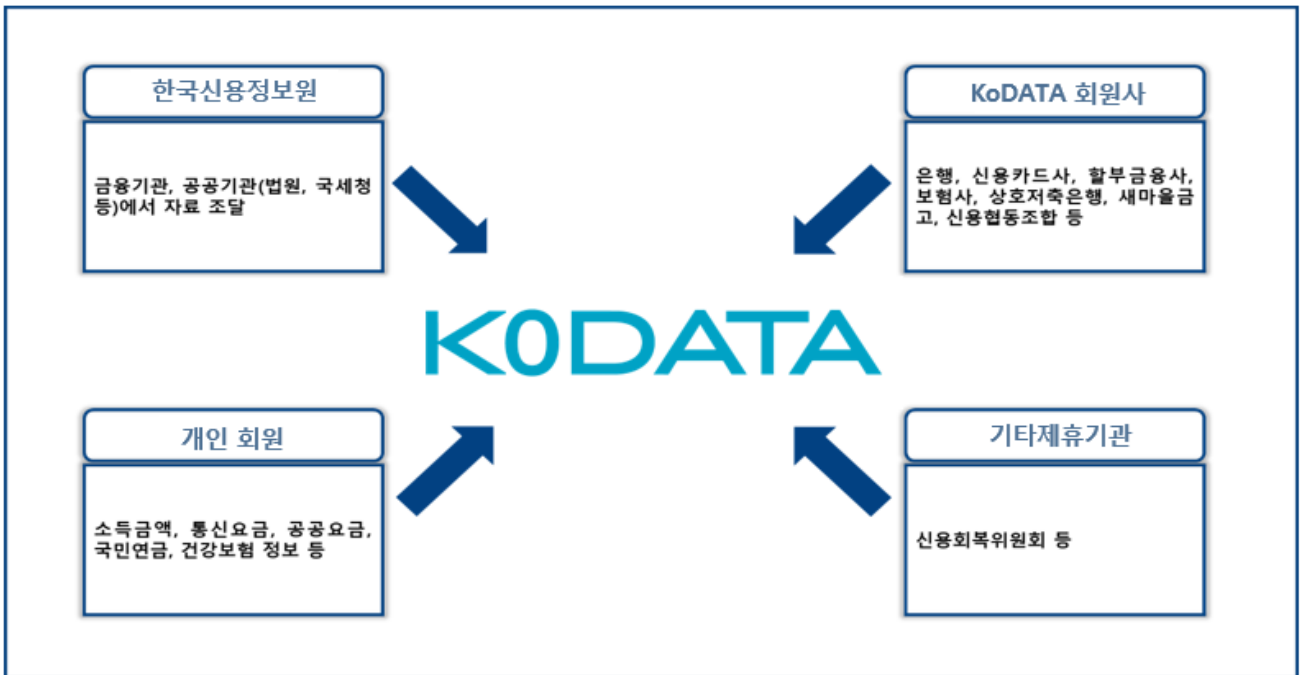 한국신용정보원
금융기관, 공공기관(법원, 국세청
등)에서 자료 조달
KoDATA 회원사
은행, 신용카드사, 할부금융사,
보험사, 상호저축은행, 새마을금
고, 신용협동조합 등
K0DATA
개인 회원
소득금액, 통신요금, 공공요금,
국민연금, 건강보험 정보 등
기타제휴기관
신용회복위원회 등